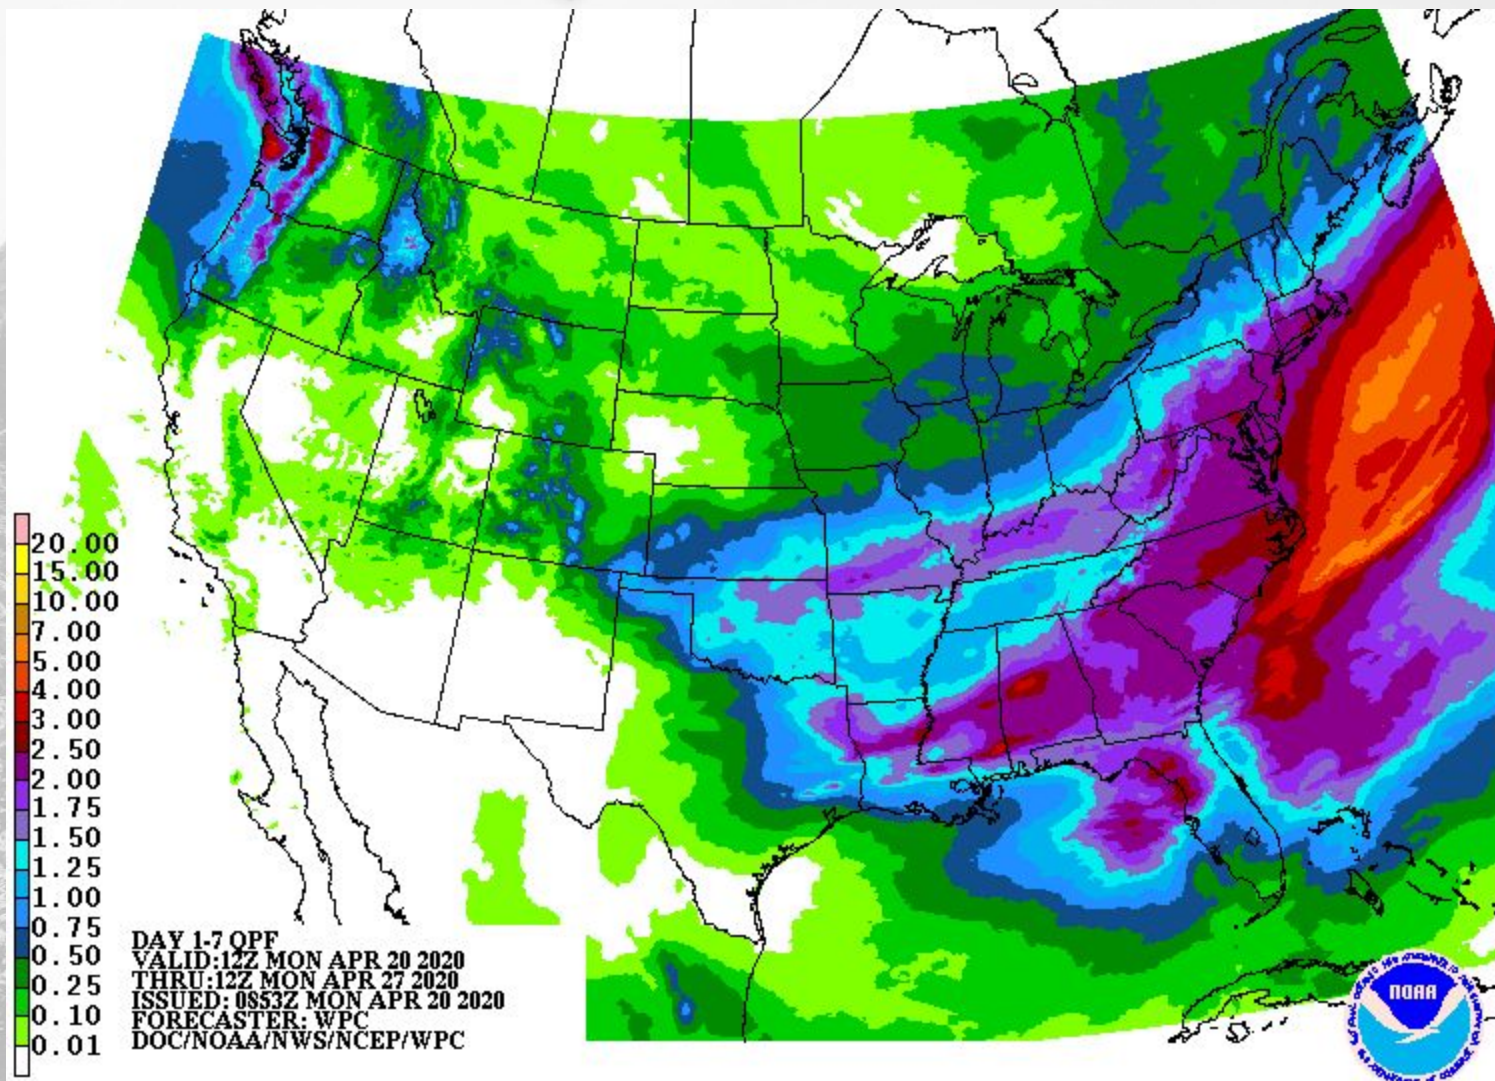 20.00
15.00
10.00
7.00
5.00
4.00
3.00
2.50
2.00
1.75
1.50
1.25
1.00
0.75
0.50
0.25
0.10
0.01
DAY 1-7 QPF
VALID:12Z MON APR 20 2020
THRU:12Z MON APR 27 2020
ISSUED: 0853Z MON APR 20 2020
FORECASTER: WPC
DOC/NOAA/NWS/NCEP/WPC
NOAA